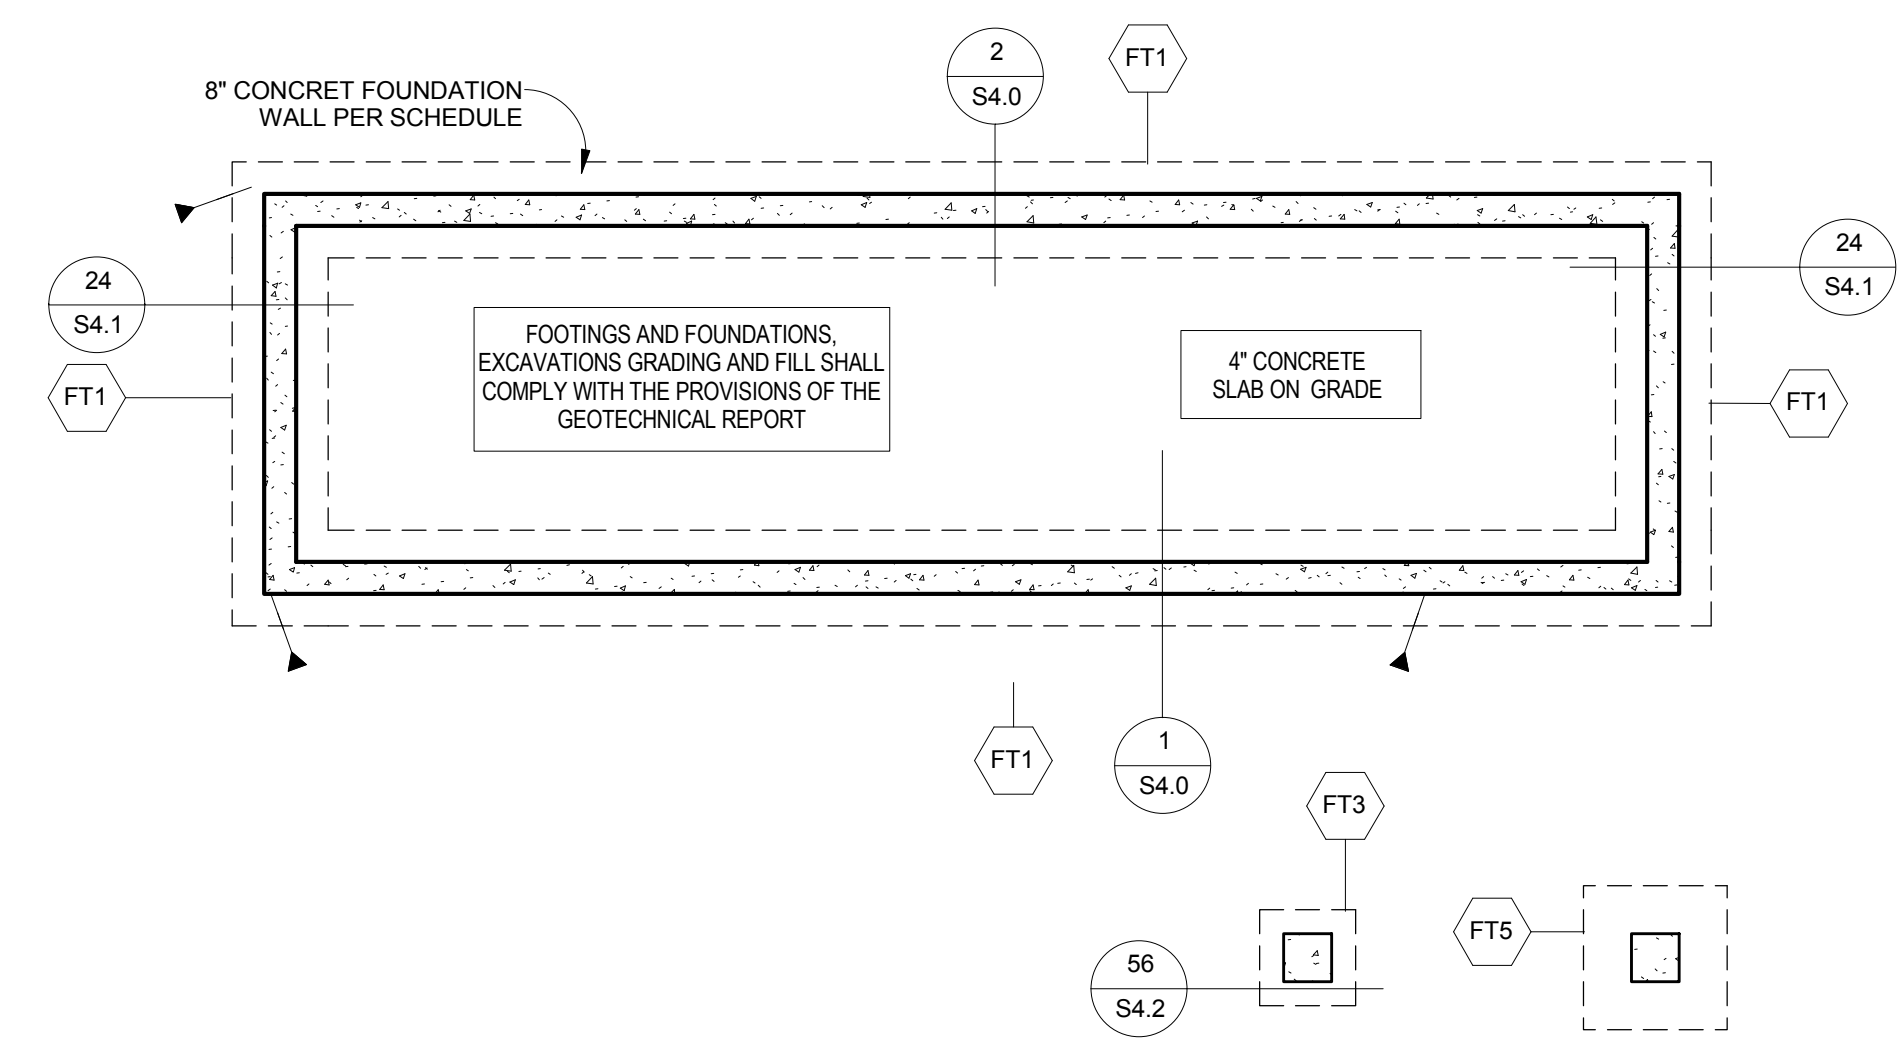 2
S4.0
FT1
8" CONCRET FOUNDATION
WALL PER SCHEDULE
24
S4.1
24
S4.1
FOOTINGS AND FOUNDATIONS,
EXCAVATIONS GRADING AND FILL SHALL
COMPLY WITH THE PROVISIONS OF THE
GEOTECHNICAL REPORT
4" CONCRETE
SLAB ON GRADE
FT1
FT1
FT1
1
S4.0
FT3
FT5
56
S4.2